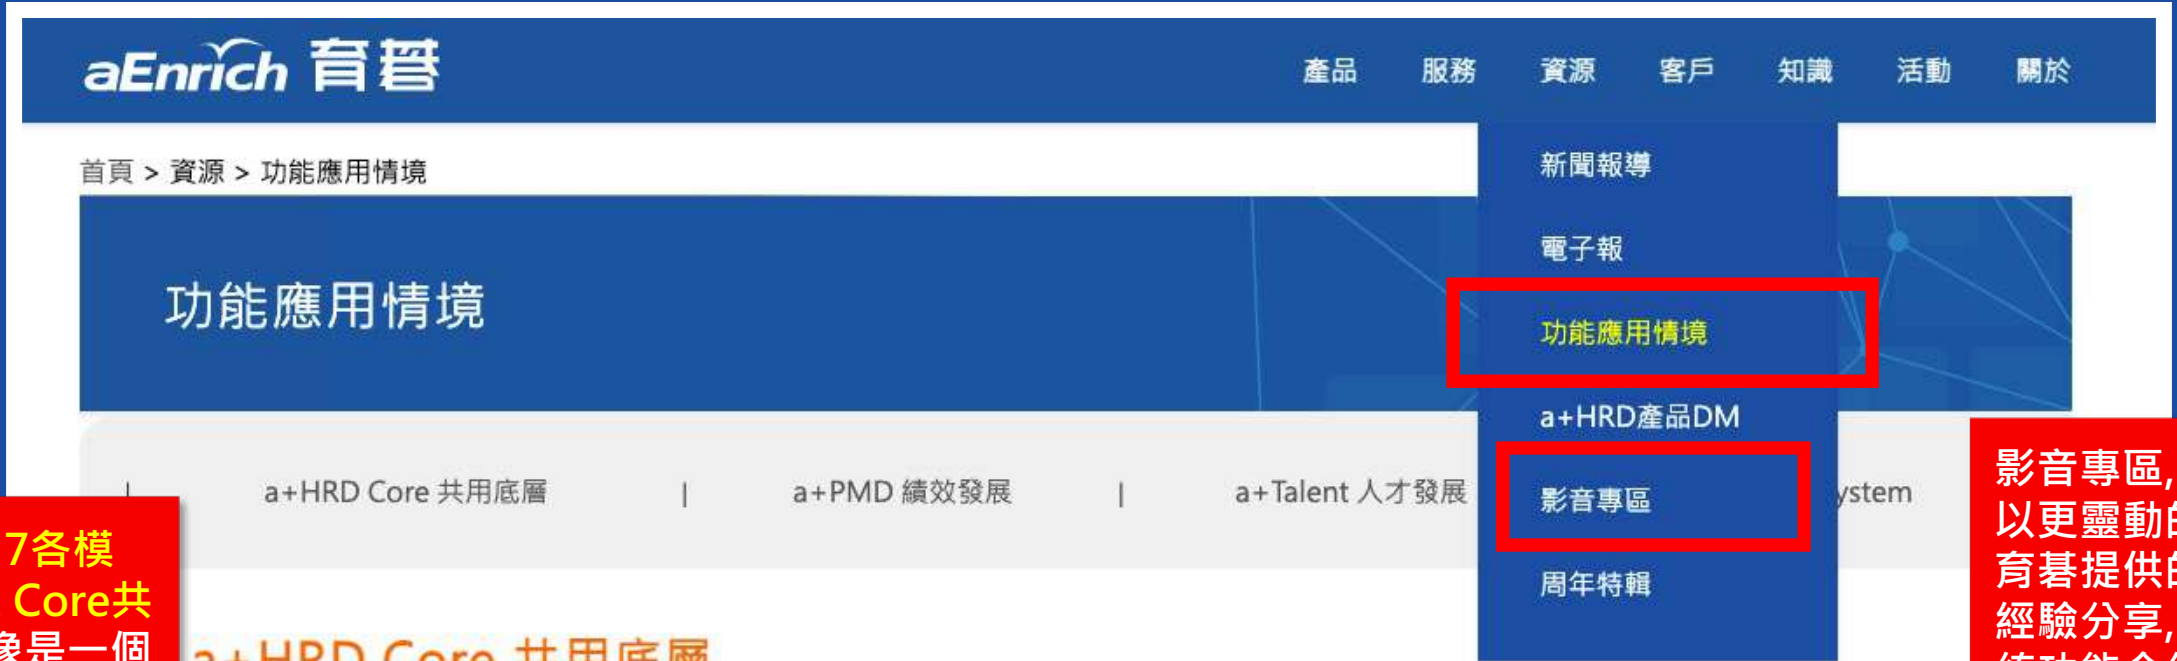 aEnrich 育碁
產品 服務 資源 客戶 知識 活動 關於
首頁 > 資源 > 功能應用情境
功能應用情境
新聞報導
電子報
功能應用情境
a+HRD產品DM
影音專區
周年特輯
| a+HRD Core 共用底層 | a+PMD 績效發展 | a+Talent 人才發展 ystem
7各模
Core共
像是一個
a+HRD Core 共用底層
影音專區,
以更靈動
育碁提供
經驗分享,